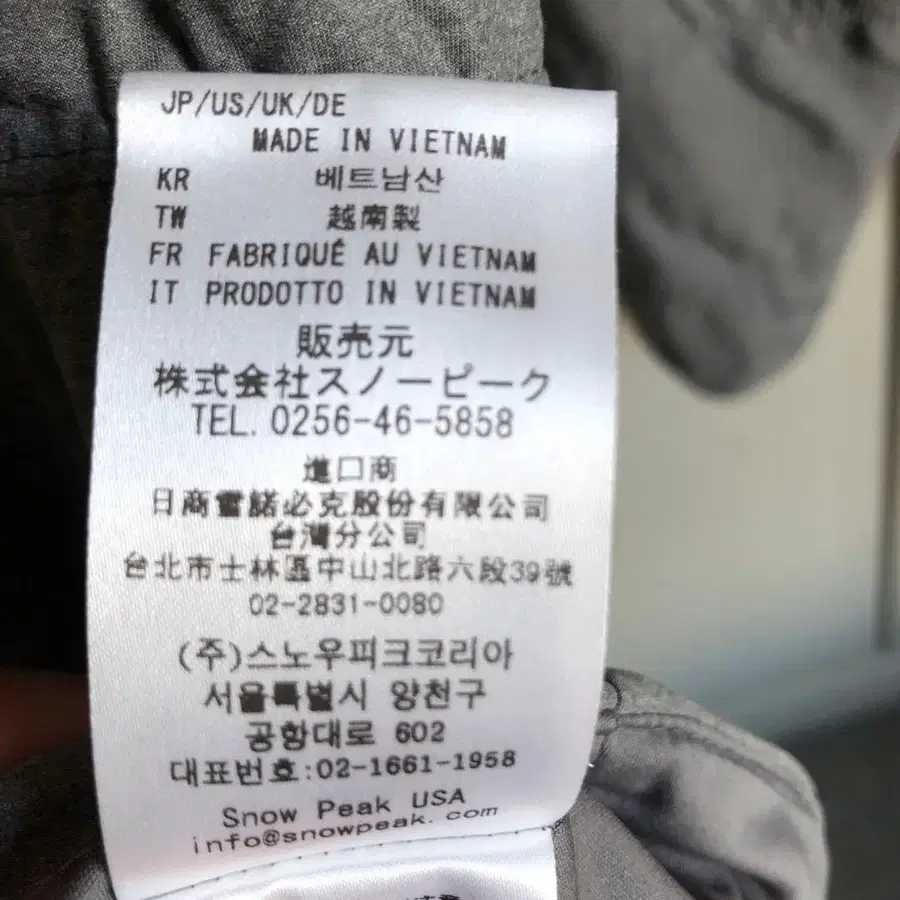 JP/US/UK/DE
MADE IN VIETNAM
KR 베트남산
TW 越南製
FR FABRIQUÉ AU VIETNAM
IT PRODOTTO IN VIETNAM
販売元
株式会社スノーピーク
TEL. 0256-46-5858
進口商
日商雪諾必克股份有限公司
台灣分公司
台北市士林區中山北路六段39號
02-2831-0080
(주)스노우피크코리아
서울특별시 양천구
공항대로 602
대표번호:02-1661-1958
Snow Peak USA
info@snowpeak.com